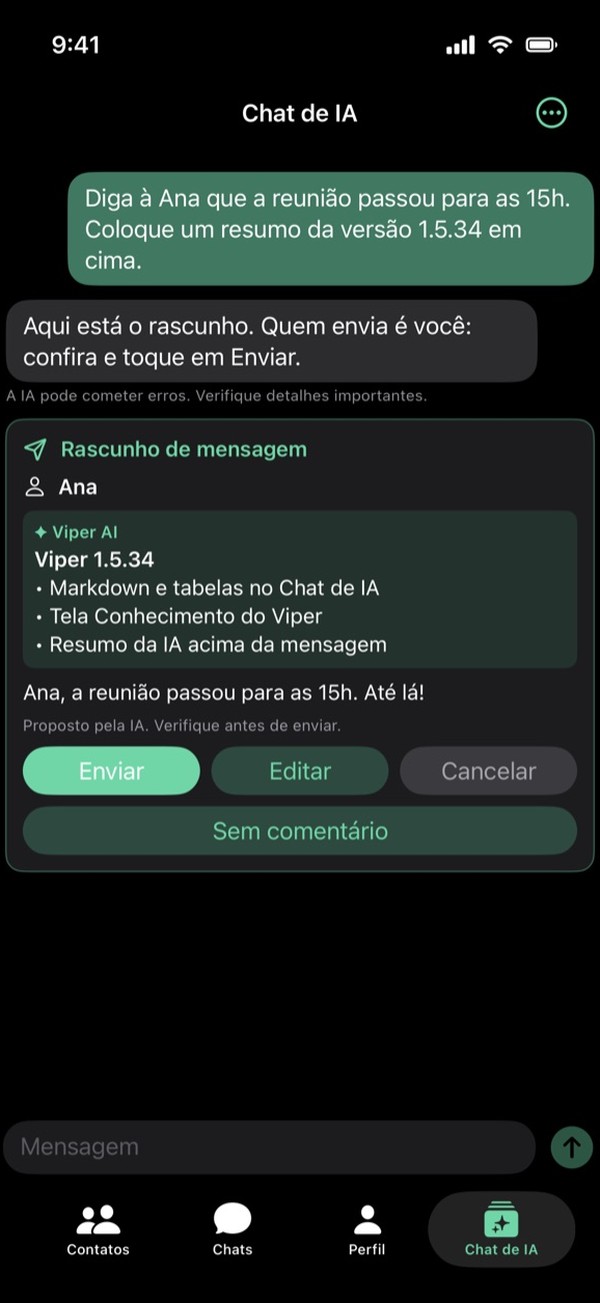 9:41
Chat de IA
Diga à Ana que a reunião passou para as 15h.
Coloque um resumo da versão 1.5.34 em
cima.
Aqui está o rascunho. Quem envia é você:
confira e toque em Enviar.
A IA pode cometer erros. Verifique detalhes importantes.
Rascunho de mensagem
Ana
Viper AI
Viper 1.5.34
• Markdown e tabelas no Chat de IA
• Tela Conhecimento do Viper
• Resumo da IA acima da mensagem
Ana, a reunião passou para as 15h. Até lá!
Proposto pela IA. Verifique antes de enviar.
Enviar Editar Cancelar
Sem comentário
Mensagem
Contatos Chats Perfil Chat de IA